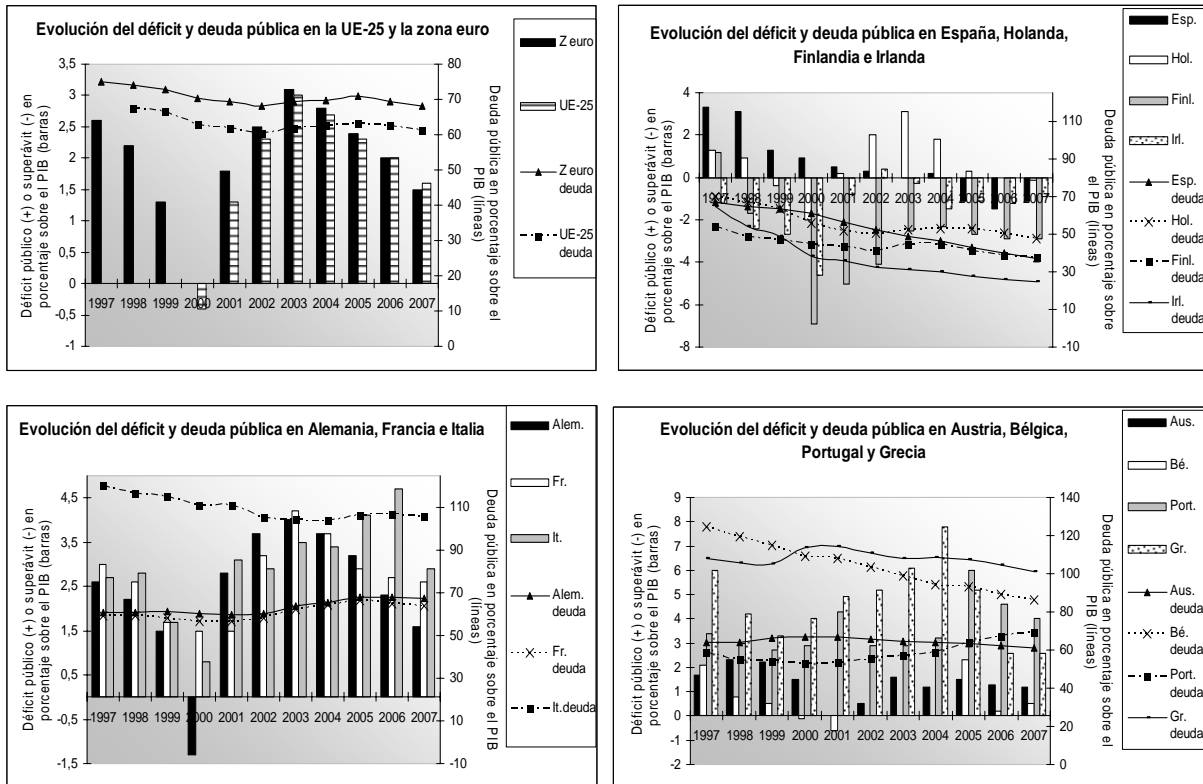 Evolución del déficit y deuda pública en la UE-25 y la zona euro
Déficit público (+) o superávit (-) en
porcentaje sobre el PIB (barras)
3,5
3
2,5
2
1,5
1
0,5
0
-0,5
-1
1997 1998 1999 2000 2001 2002 2003 2004 2005 2006 2007
80
70
60
50
40
30
20
10
0
Deuda pública en porcentaje sobre el
PIB (líneas)
Z euro
UE-25
Z euro
deuda
UE-25
deuda
Evolución del déficit y deuda pública en España, Holanda,
Finlandia e Irlanda
Déficit público (+) o superávit (-) en
porcentaje sobre el PIB (barras)
4
2
0
-2
-4
-6
-8
1997 1998 1999 2000 2001 2002 2003 2004 2005 2006 2007
110
90
70
50
30
10
-10
Deuda pública en porcentaje sobre
el PIB (líneas)
Esp.
Hol.
Finl.
Irl.
Esp.
deuda
Hol.
deuda
Finl.
deuda
Irl.
deuda
Evolución del déficit y deuda pública en Alemania, Francia e Italia
Déficit público (+) o superávit (-) en
porcentaje sobre el PIB (barras)
4,5
3,5
2,5
1,5
0,5
-0,5
-1,5
1997 1998 1999 2000 2001 2002 2003 2004 2005 2006 2007
110
90
70
50
30
10
-10
Deuda pública en porcentaje sobre el PIB
(líneas)
Alem.
Fr.
It.
Alem.
deuda
Fr.
deuda
It.deuda
Evolución del déficit y deuda pública en Austria, Bélgica,
Portugal y Grecia
Déficit público (+) o superávit (-) en
porcentaje sobre el PIB (barras)
9
8
7
6
5
4
3
2
1
0
-1
-2
1997 1998 1999 2000 2001 2002 2003 2004 2005 2006 2007
140
120
100
80
60
40
20
0
Deuda pública en porcentaje sobre el
PIB (líneas)
Aus.
Bé.
Port.
Gr.
Aus.
deuda
Bé.
deuda
Port.
deuda
Gr.
deuda